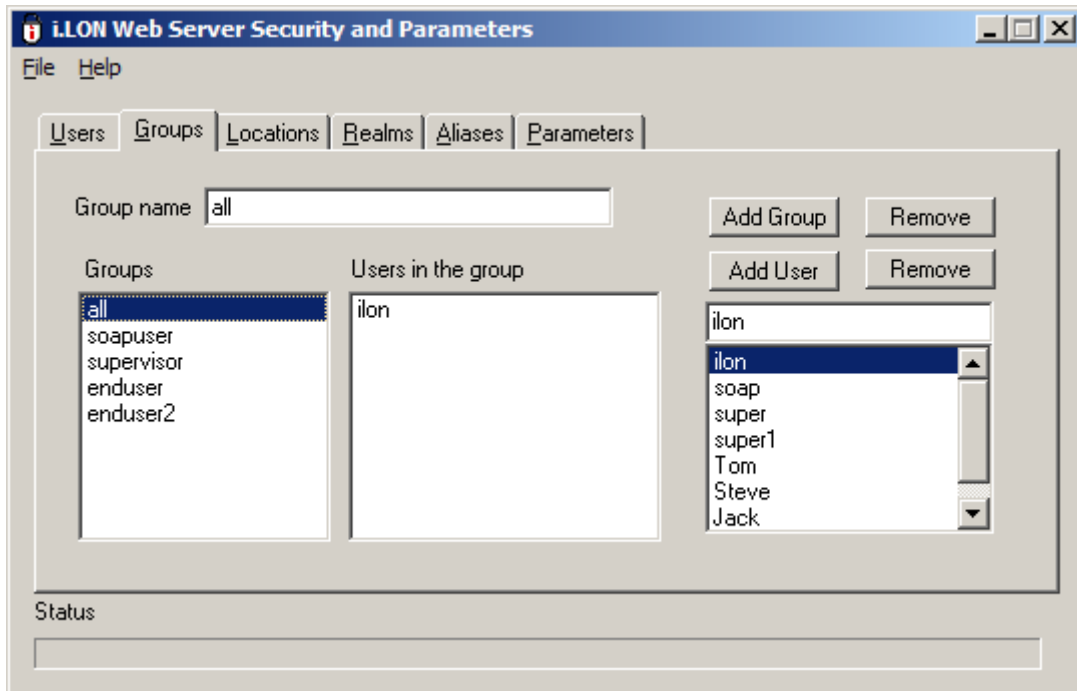 i.LON Web Server Security and Parameters
File Help
Users Groups Locations Realms Aliases Parameters
Group name all
Add Group Remove
Groups Users in the group
Add User Remove
all
soapuser
supervisor
enduser
enduser2
ilon
ilon
ilon
soap
super
super1
Tom
Steve
Jack
Status